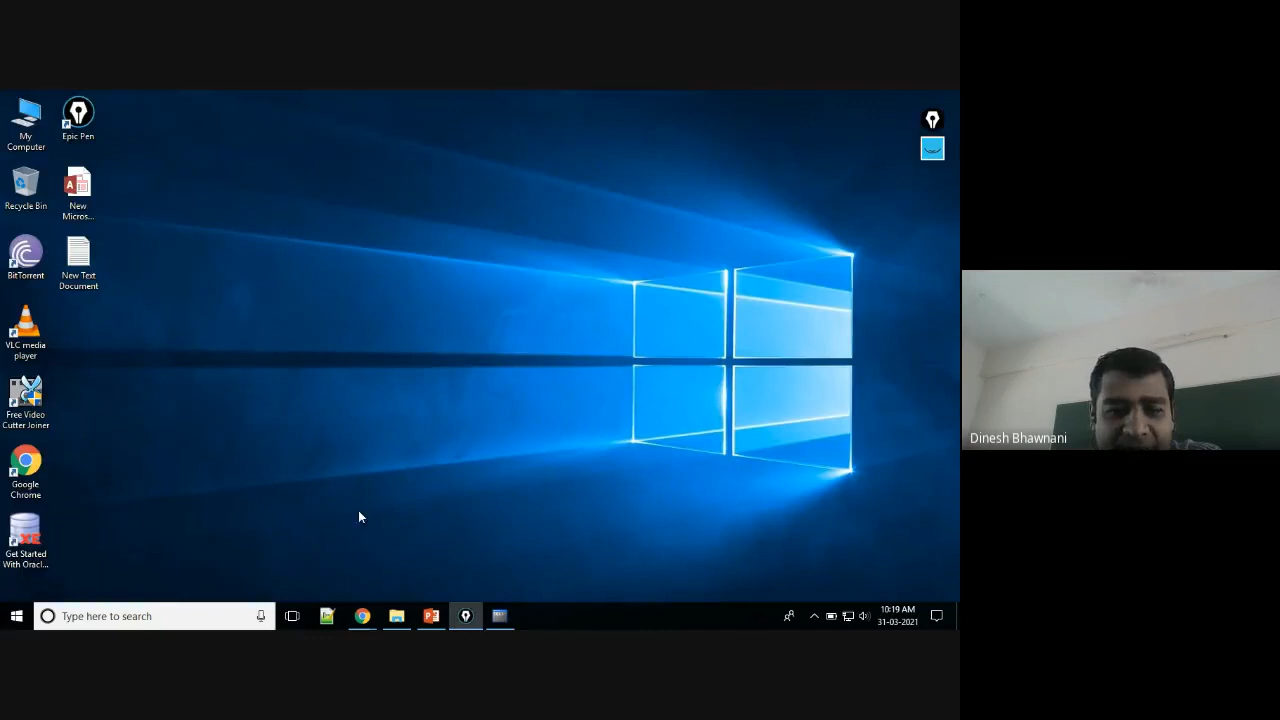 My
Computer
Epic Pen
Recycle Bin
New
Micros...
BitTorrent
New Text
Document
VLC media
player
Free Video
Cutter Joiner
Google
Chrome
XE
Get Started
With Oracl...
Dinesh Bhawnani
Type here to search
10:19 AM
31-03-2021